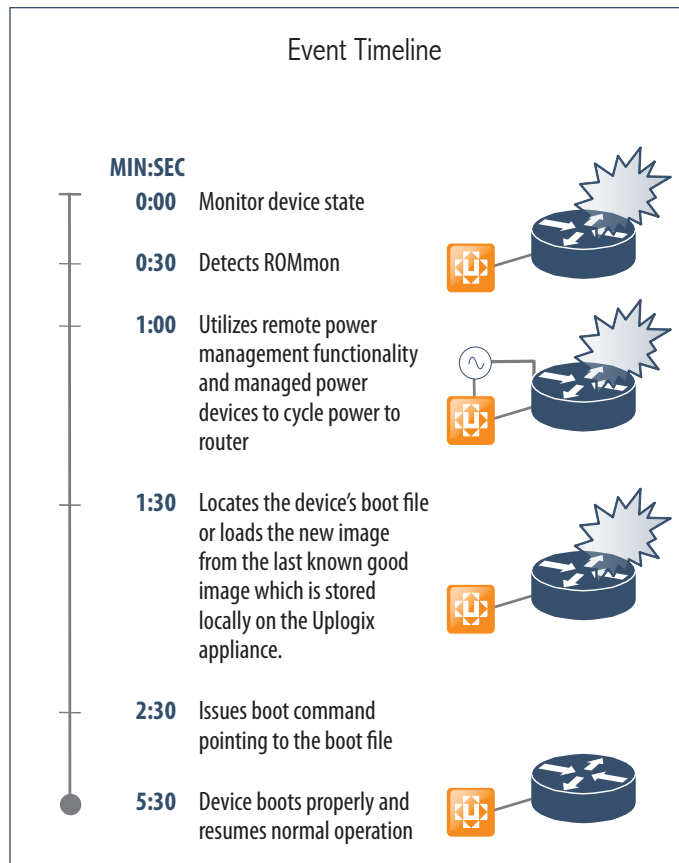 Event Timeline
MIN:SEC
0:00 Monitor device state
0:30 Detects ROMmon
1:00 Utilizes remote power
management functionality
and managed power
devices to cycle power to
router
1:30 Locates the device's boot file
or loads the new image
from the last known good
image which is stored
locally on the Uplogix
appliance.
2:30 Issues boot command
pointing to the boot file
5:30 Device boots properly and
resumes normal operation